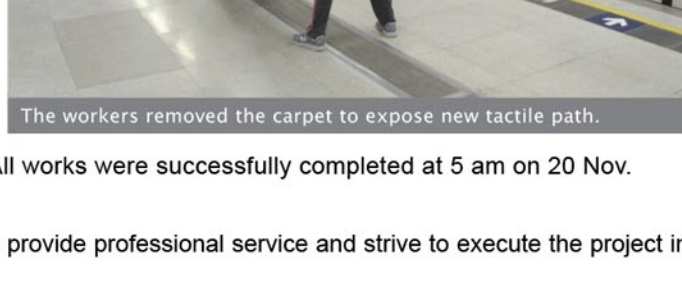 The workers removed the carpet to expose new tactile path.
All works were successfully completed at 5 am on 20 Nov.
provide professional service and strive to execute the project in